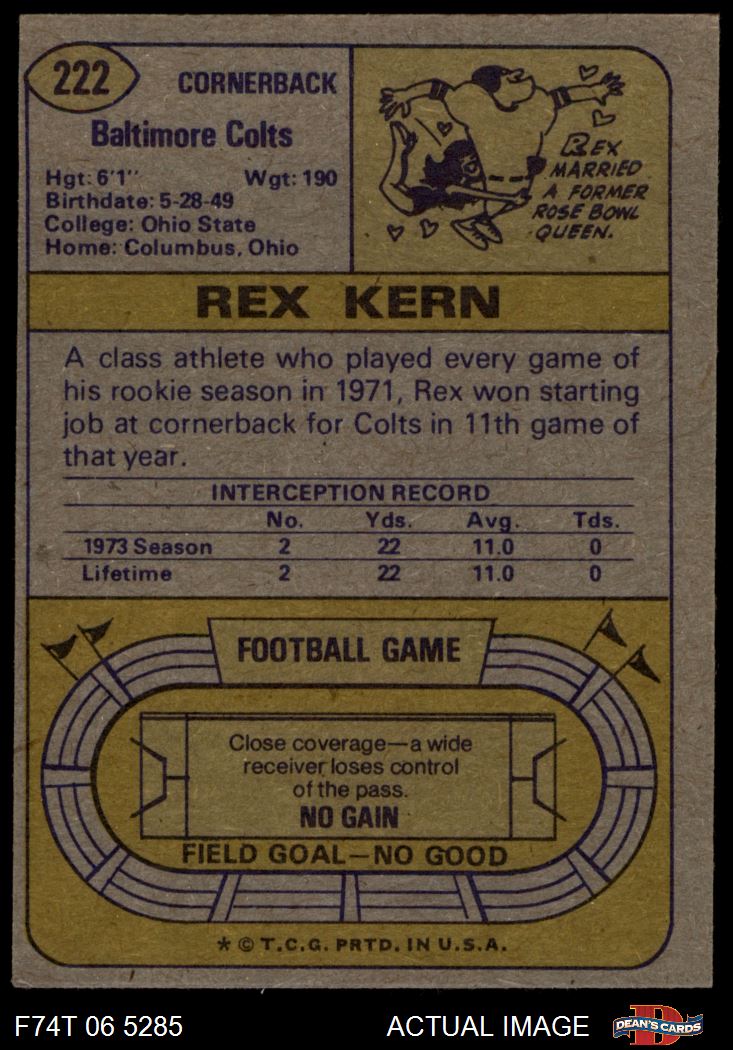 222
CORNERBACK
Baltimore Colts
Hgt: 6'1" Wgt: 190
Birthdate: 5-28-49
College: Ohio State
Home: Columbus, Ohio
REX
MARRIED
A FORMER
ROSE BOWL
QUEEN.
REX KERN
A class athlete who played every game of
his rookie season in 1971, Rex won starting
job at cornerback for Colts in 11th game of
that year.
INTERCEPTION RECORD
No. Yds. Avg. Tds.
1973 Season 2 22 11.0 0
Lifetime 2 22 11.0 0
FOOTBALL GAME
Close coverage—a wide
receiver loses control
of the pass.
NO GAIN
FIELD GOAL—NO GOOD
* © T.C.G. PRTD. IN U.S.A.
F74T 06 5285 ACTUAL IMAGE
D
DEAN'S CARDS